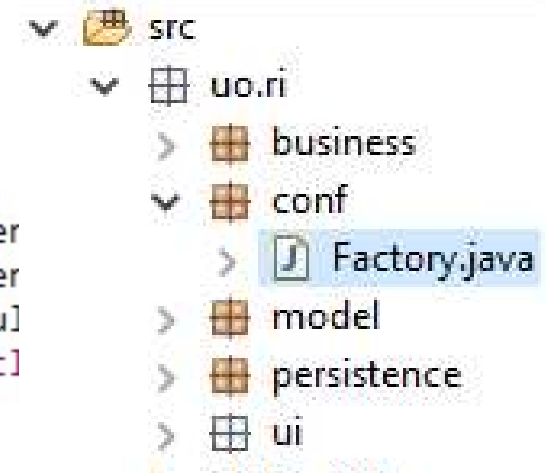 src
uo.ri
business
conf
Factory.java
model
persistence
ui